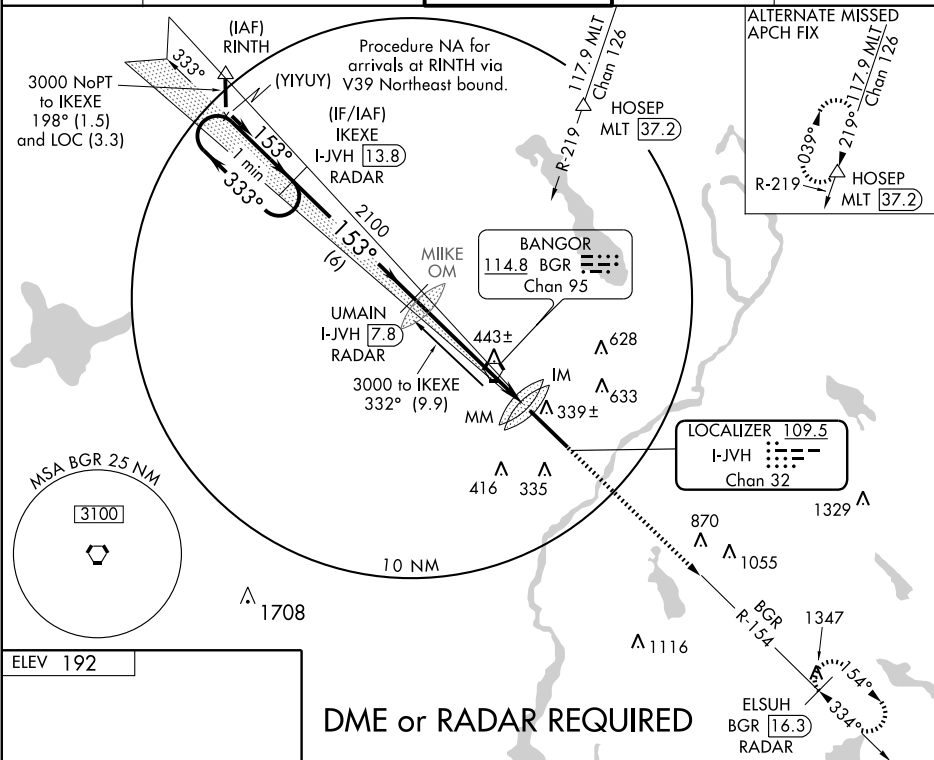 (IAF)
RINTH
333°
3000 NoPT
to IKEXE
198° (1.5)
and LOC (3.3)
(YIYUY)
Procedure NA for
arrivals at RINTH via
V39 Northeast bound.
153°
1 min
333°
(IF/IAF)
IKEXE
I-JVH 13.8
RADAR
117.9 MLT
Chan 126
HOSEP
MLT 37.2
R-219
ALTERNATE MISSED
APCH FIX
117.9 MLT
Chan 126
039°
219°
R-219
HOSEP
MLT 37.2
2100
153°
(6)
MIIKE
OM
BANGOR
114.8 BGR
Chan 95
UMAIN
I-JVH 7.8
RADAR
443±
628
3000 to IKEXE
332° (9.9)
IM
633
MM
339±
LOCALIZER 109.5
I-JVH
Chan 32
MSA BGR 25 NM
3100
416
335
1329
870
1055
10 NM
1708
BGR
R-154
1347
1116
154°
334°
ELSUH
BGR 16.3
RADAR
ELEV 192
DME or RADAR REQUIRED